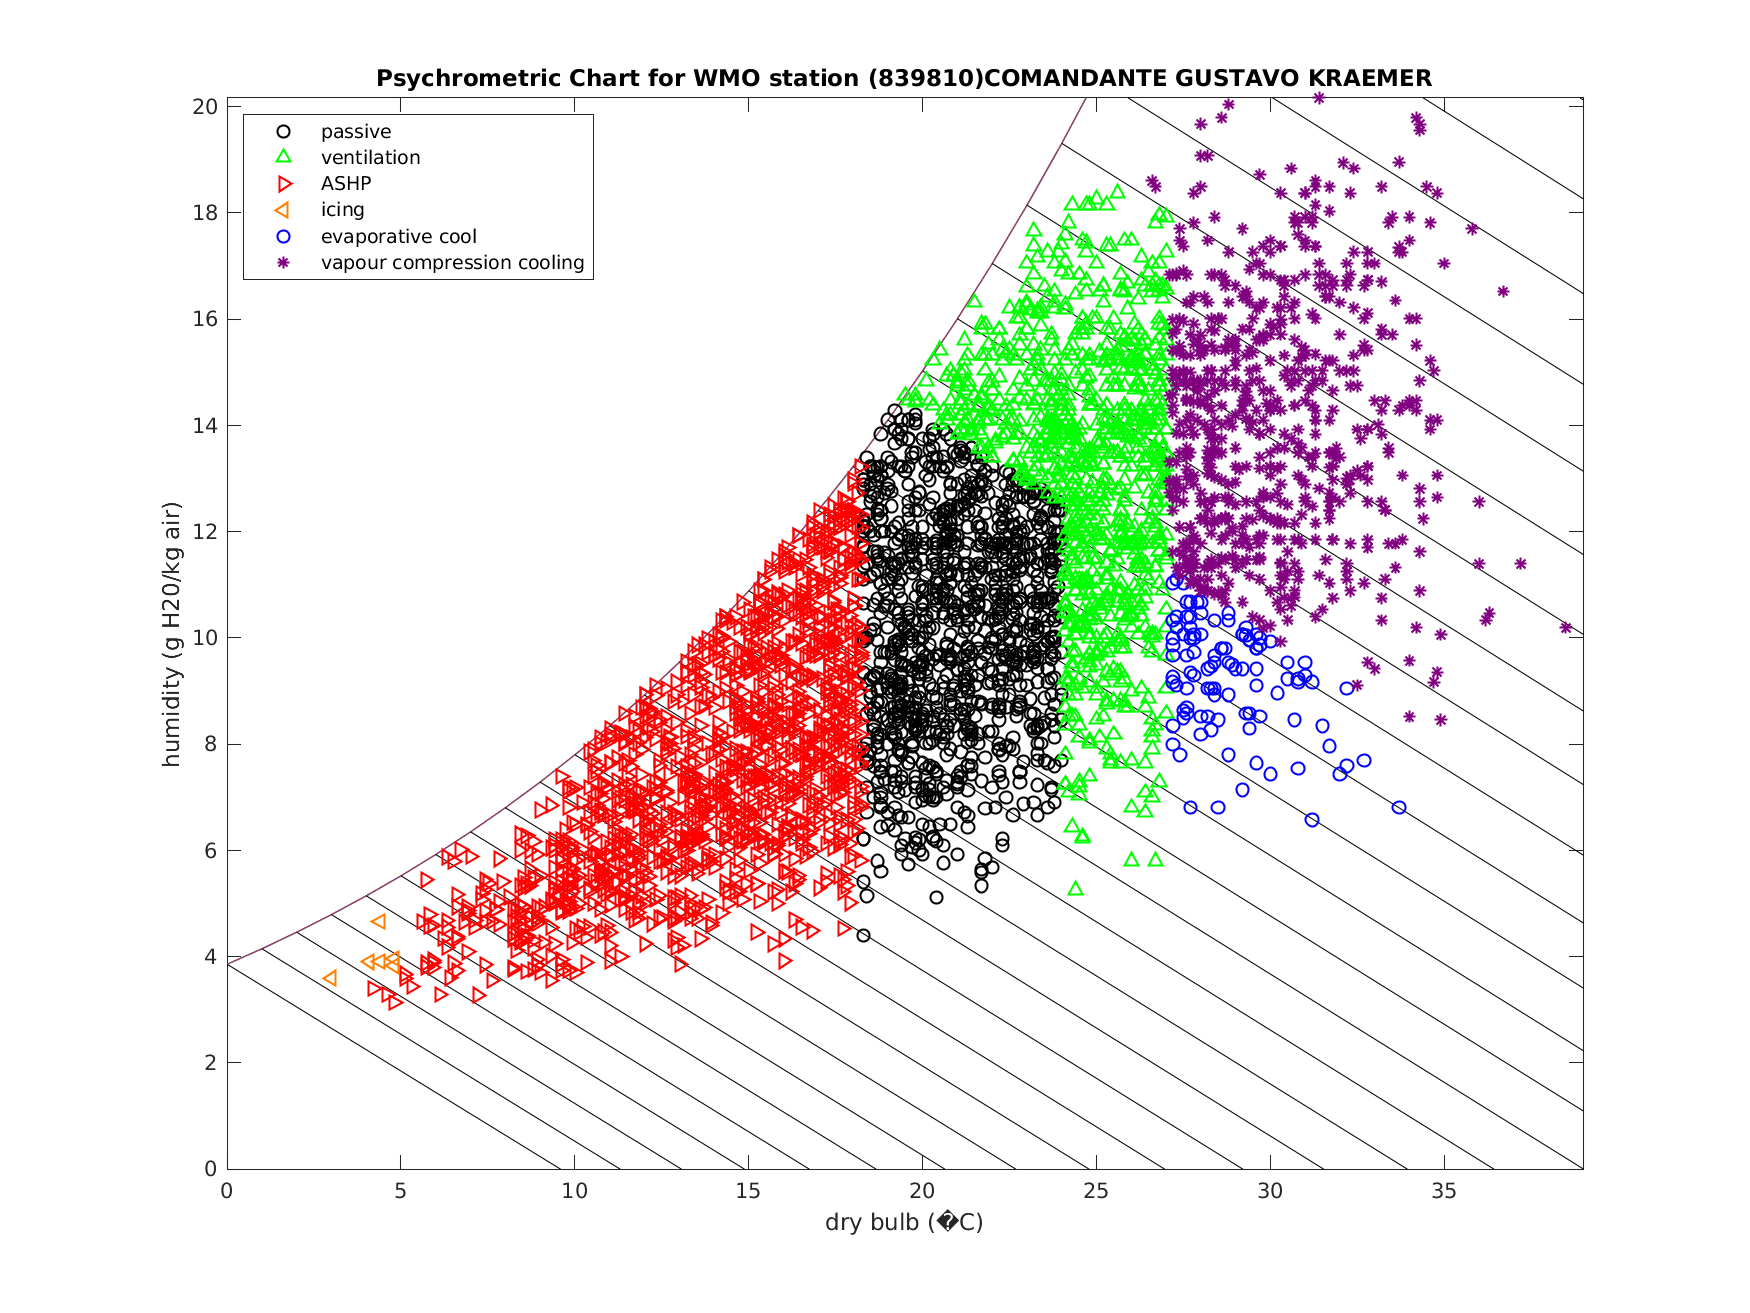 Psychrometric Chart for WMO station (839810)COMANDANTE GUSTAVO KRAEMER
passive
ventilation
ASHP
icing
evaporative cool
vapour compression cooling
humidity (g H20/kg air)
20
18
16
14
12
10
8
6
4
2
0
0 5 10 15 20 25 30 35
dry bulb (�C)